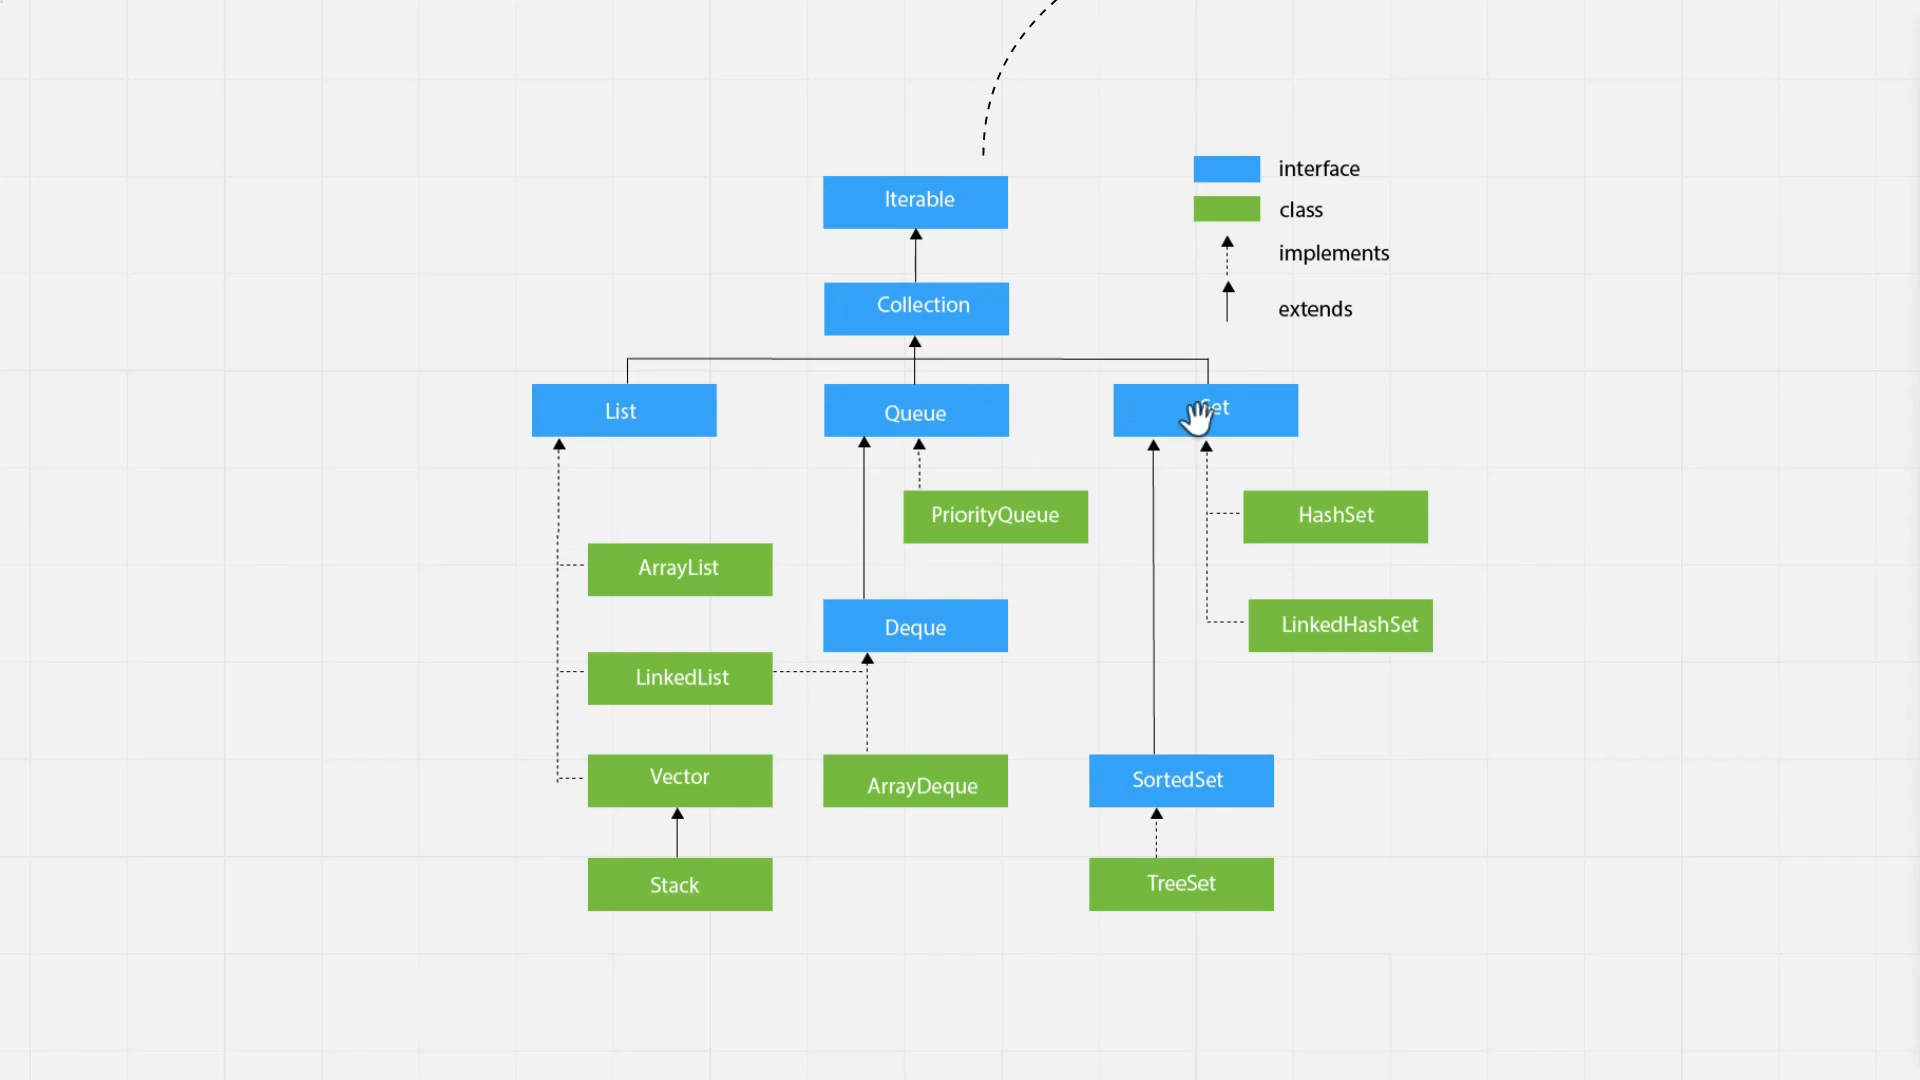 interface
Iterable
class
implements
Collection
extends
List
Queue
PriorityQueue
HashSet
ArrayList
Deque
LinkedHashSet
LinkedList
Vector
ArrayDeque
SortedSet
Stack
TreeSet